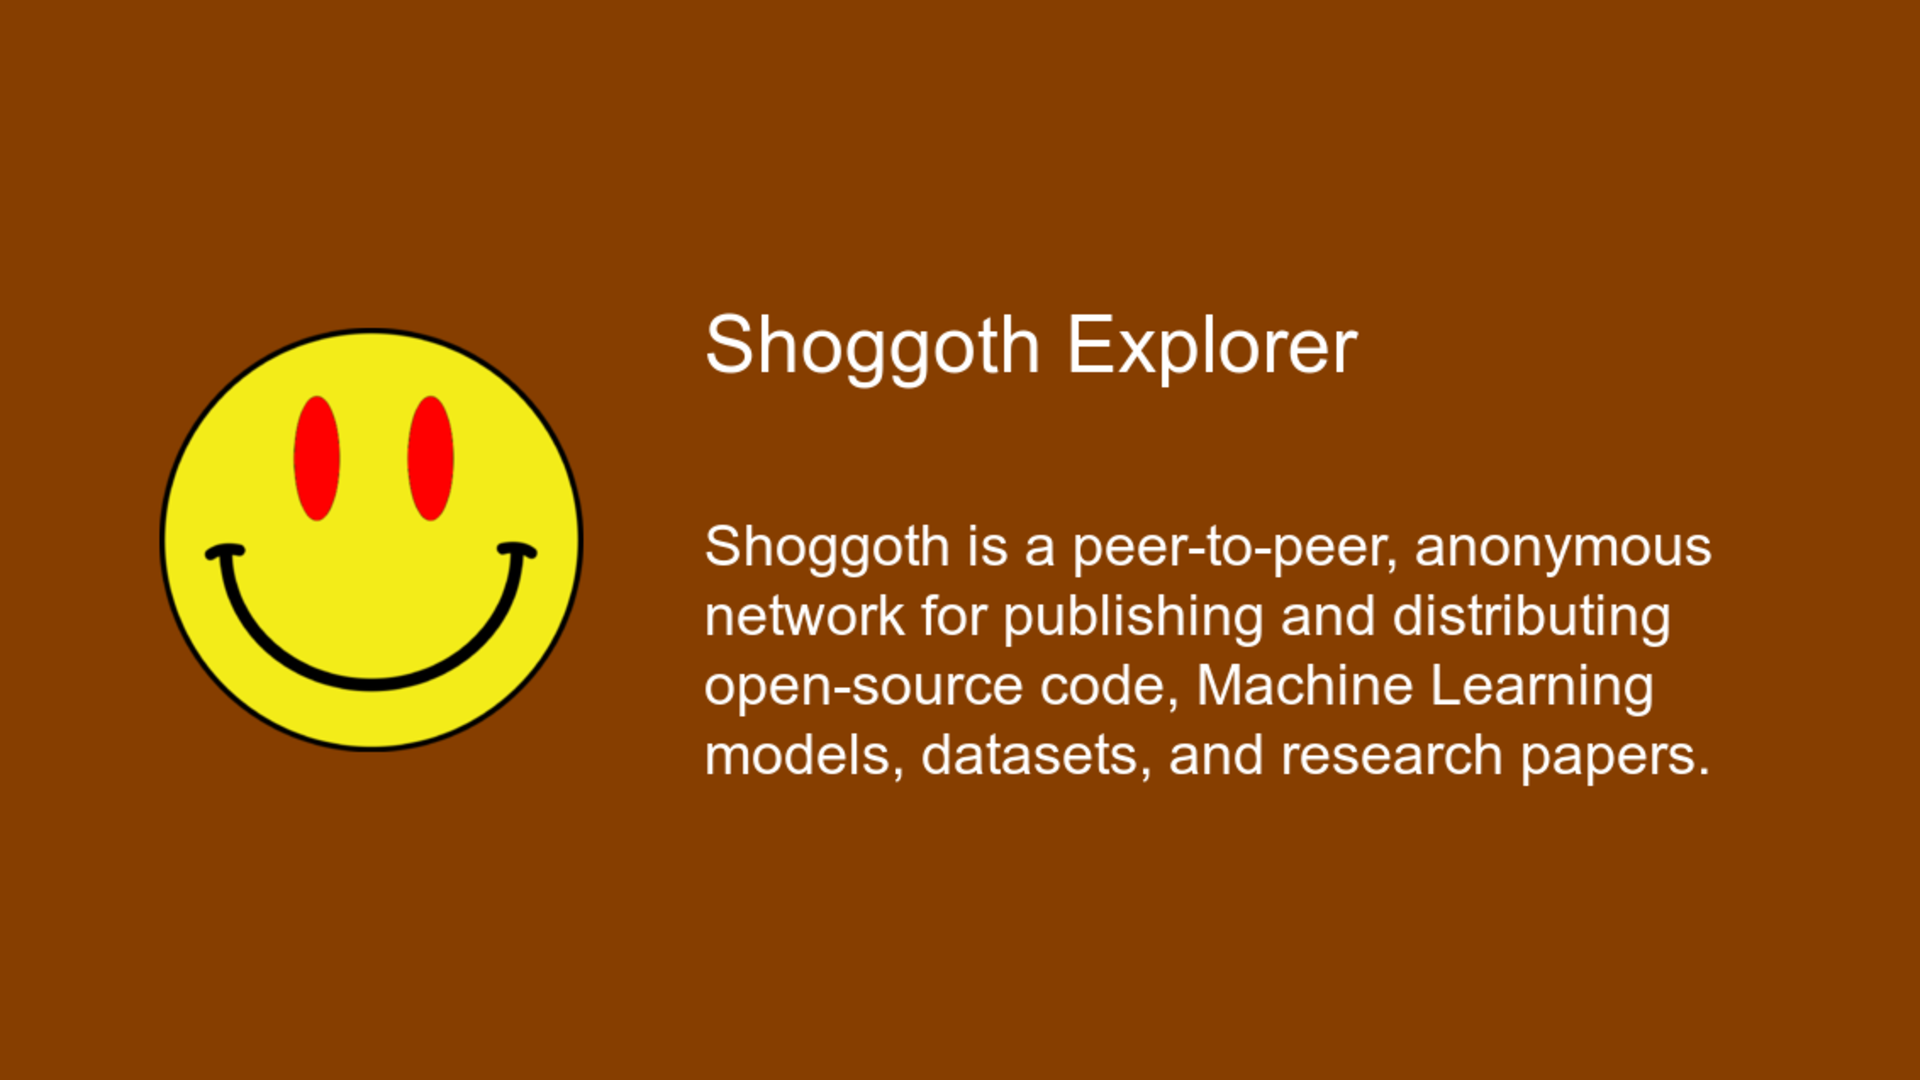 Shoggoth Explorer
Shoggoth is a peer-to-peer, anonymous
network for publishing and distributing
open-source code, Machine Learning
models, datasets, and research papers.